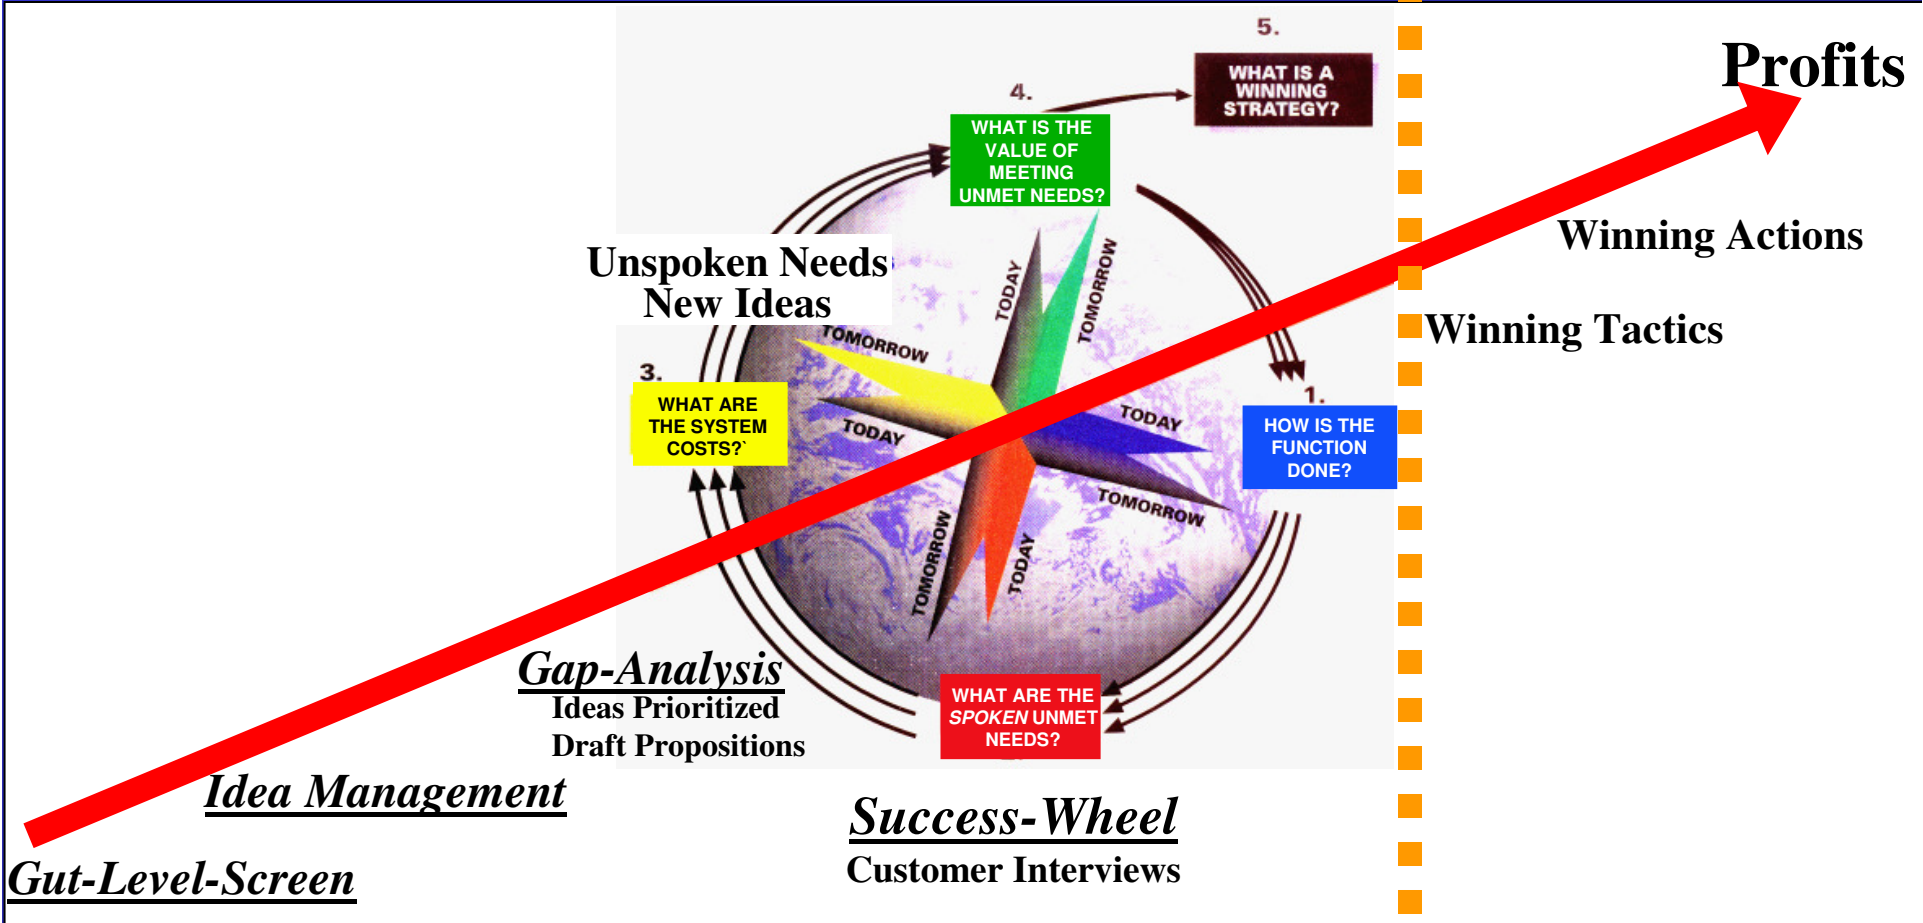 5.
Profits
WHAT IS A
WINNING
STRATEGY?
4.
WHAT IS THE
VALUE OF
MEETING
UNMET NEEDS?
Winning Actions
Unspoken Needs
New Ideas
TODAY
TOMORROW
Winning Tactics
TOMORROW
TODAY
3.
WHAT ARE
THE SYSTEM
COSTS?`
1.
TODAY
TOMORROW
HOW IS THE
FUNCTION
DONE?
TOMORROW
TODAY
Gap-Analysis
Ideas Prioritized
Draft Propositions
WHAT ARE THE
SPOKEN UNMET
NEEDS?
Idea Management
Success-Wheel
Customer Interviews
Gut-Level-Screen